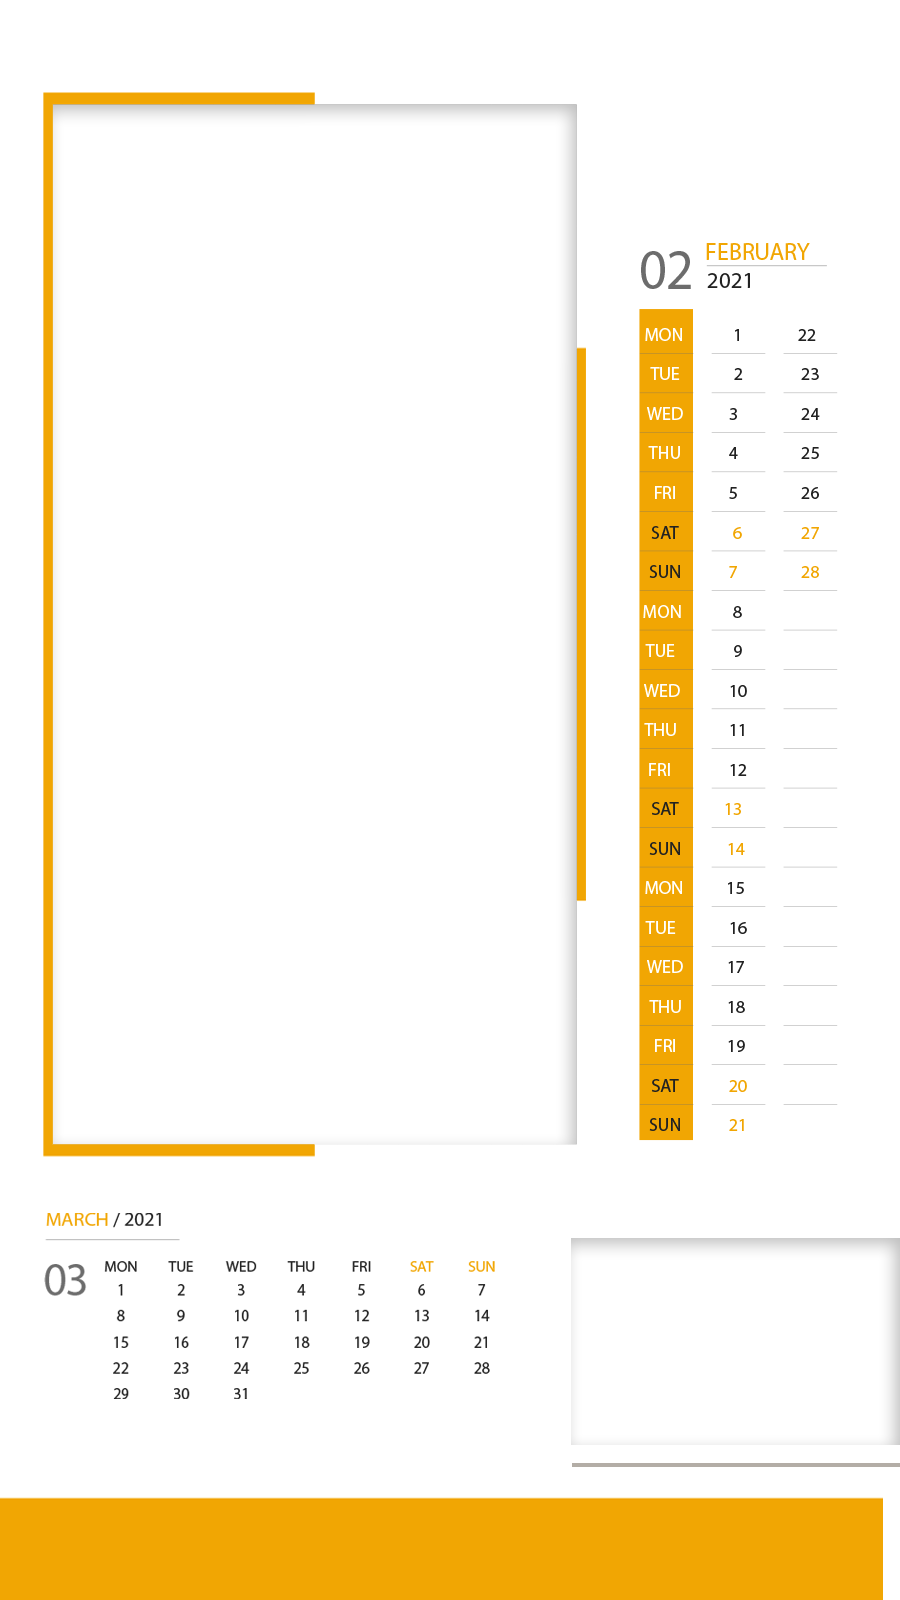 FEBRUARY
02 2021
MON 1 22
TUE 2 23
WED 3 24
THU 4 25
FRI 5 26
SAT 6 27
SUN 7 28
MON 8
TUE 9
WED 10
THU 11
FRI 12
SAT 13
SUN 14
MON 15
TUE 16
WED 17
THU 18
FRI 19
SAT 20
SUN 21
MARCH / 2021
03 MON TUE WED THU FRI SAT SUN
1 2 3 4 5 6 7
8 9 10 11 12 13 14
15 16 17 18 19 20 21
22 23 24 25 26 27 28
29 30 31